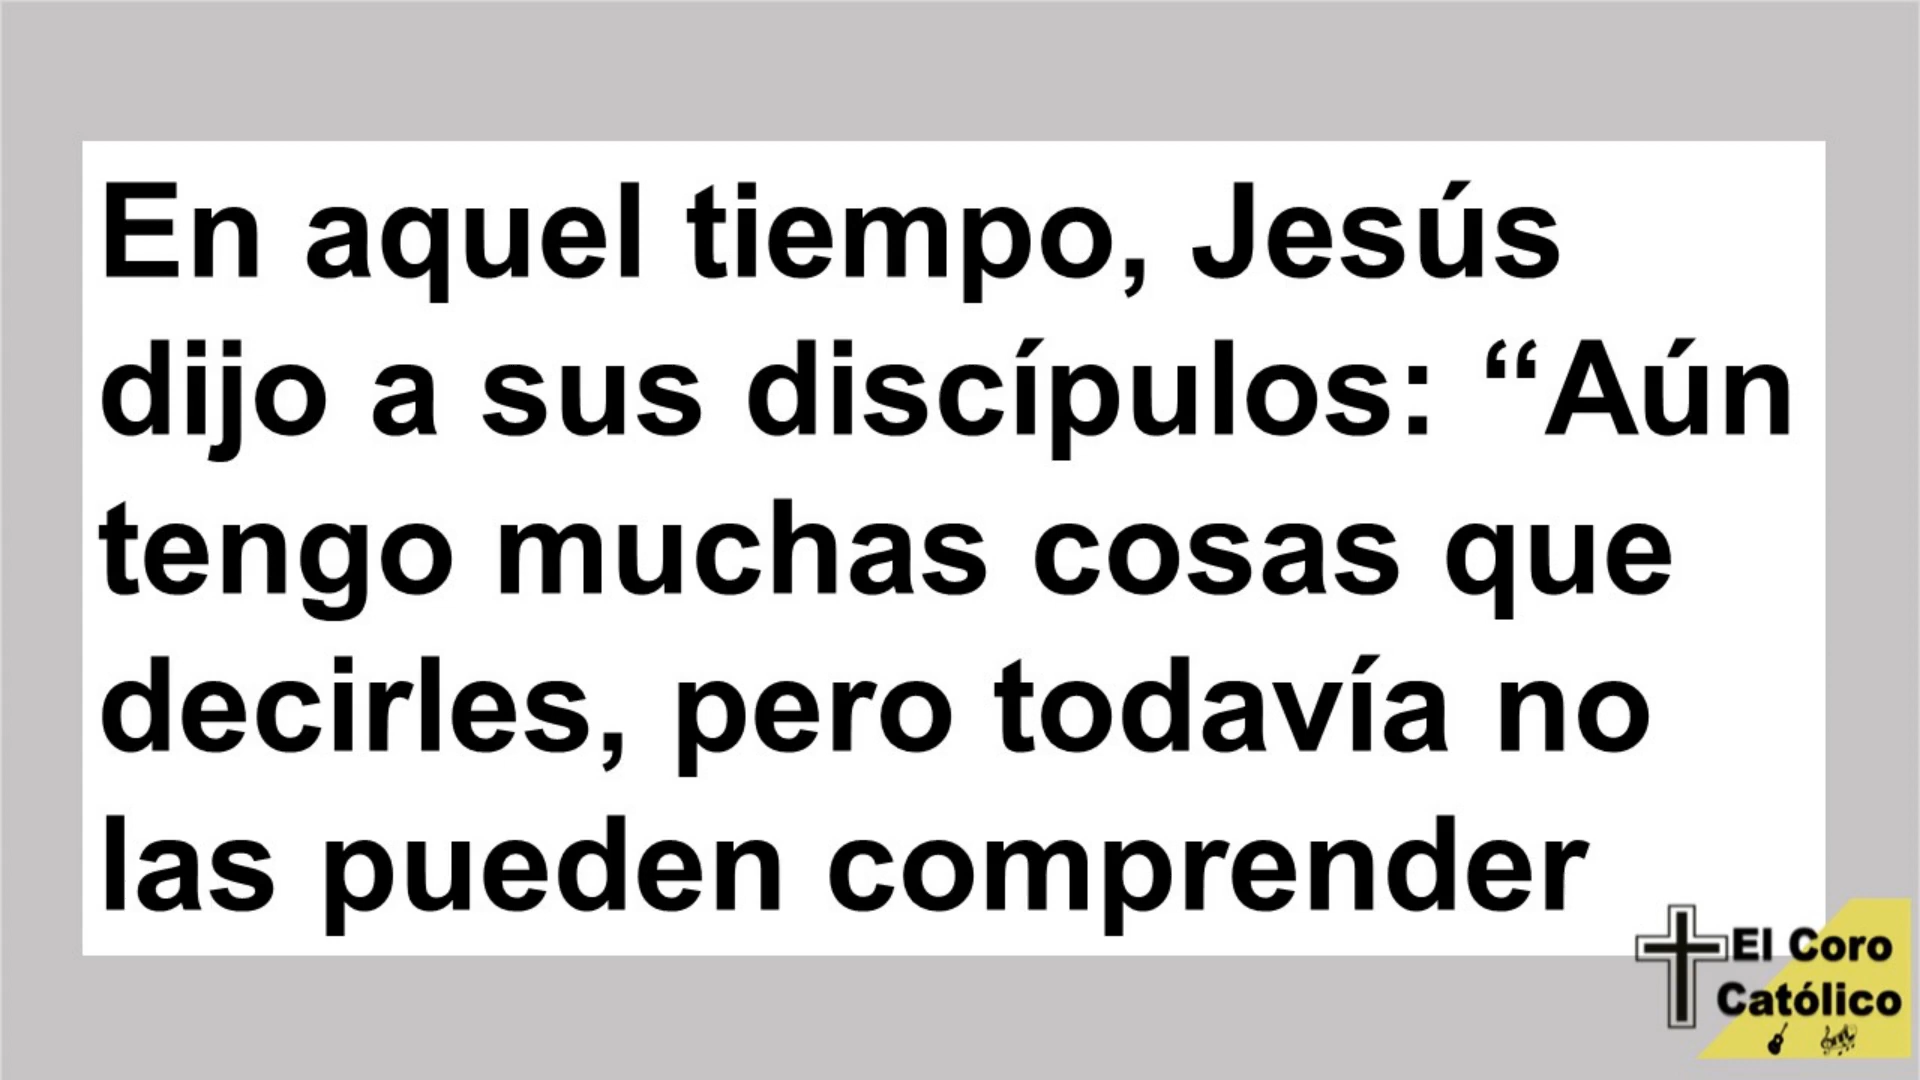 En aquel tiempo, Jesús
dijo a sus discípulos: “Aún
tengo muchas cosas que
decirles, pero todavía no
las pueden comprender
El Coro
Católico